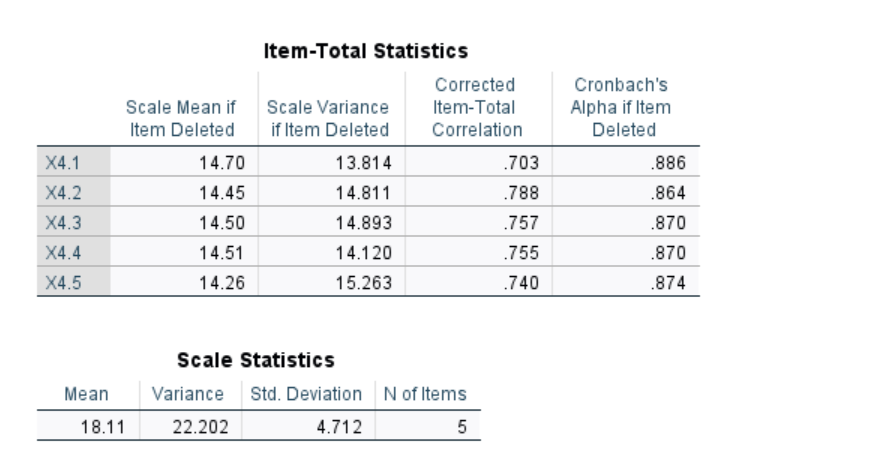 Item-Total Statistics
Scale Mean if Item Deleted Scale Variance if Item Deleted Corrected Item-Total Correlation Cronbach's Alpha if Item Deleted
X4.1 14.70 13.814 .703 .886
X4.2 14.45 14.811 .788 .864
X4.3 14.50 14.893 .757 .870
X4.4 14.51 14.120 .755 .870
X4.5 14.26 15.263 .740 .874
Scale Statistics
Mean Variance Std. Deviation N of Items
18.11 22.202 4.712 5